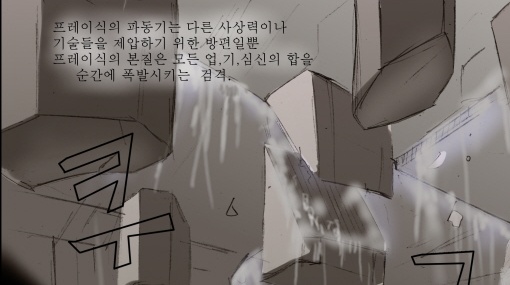 프레이식의 파동기는 다른 사상력이나
기술들을 제압하기 위한 방편일뿐
프레이식의 본질은 모든 업,기,심신의 합을
순간에 폭발시키는 검격.
쿠
쿠
ㄱ